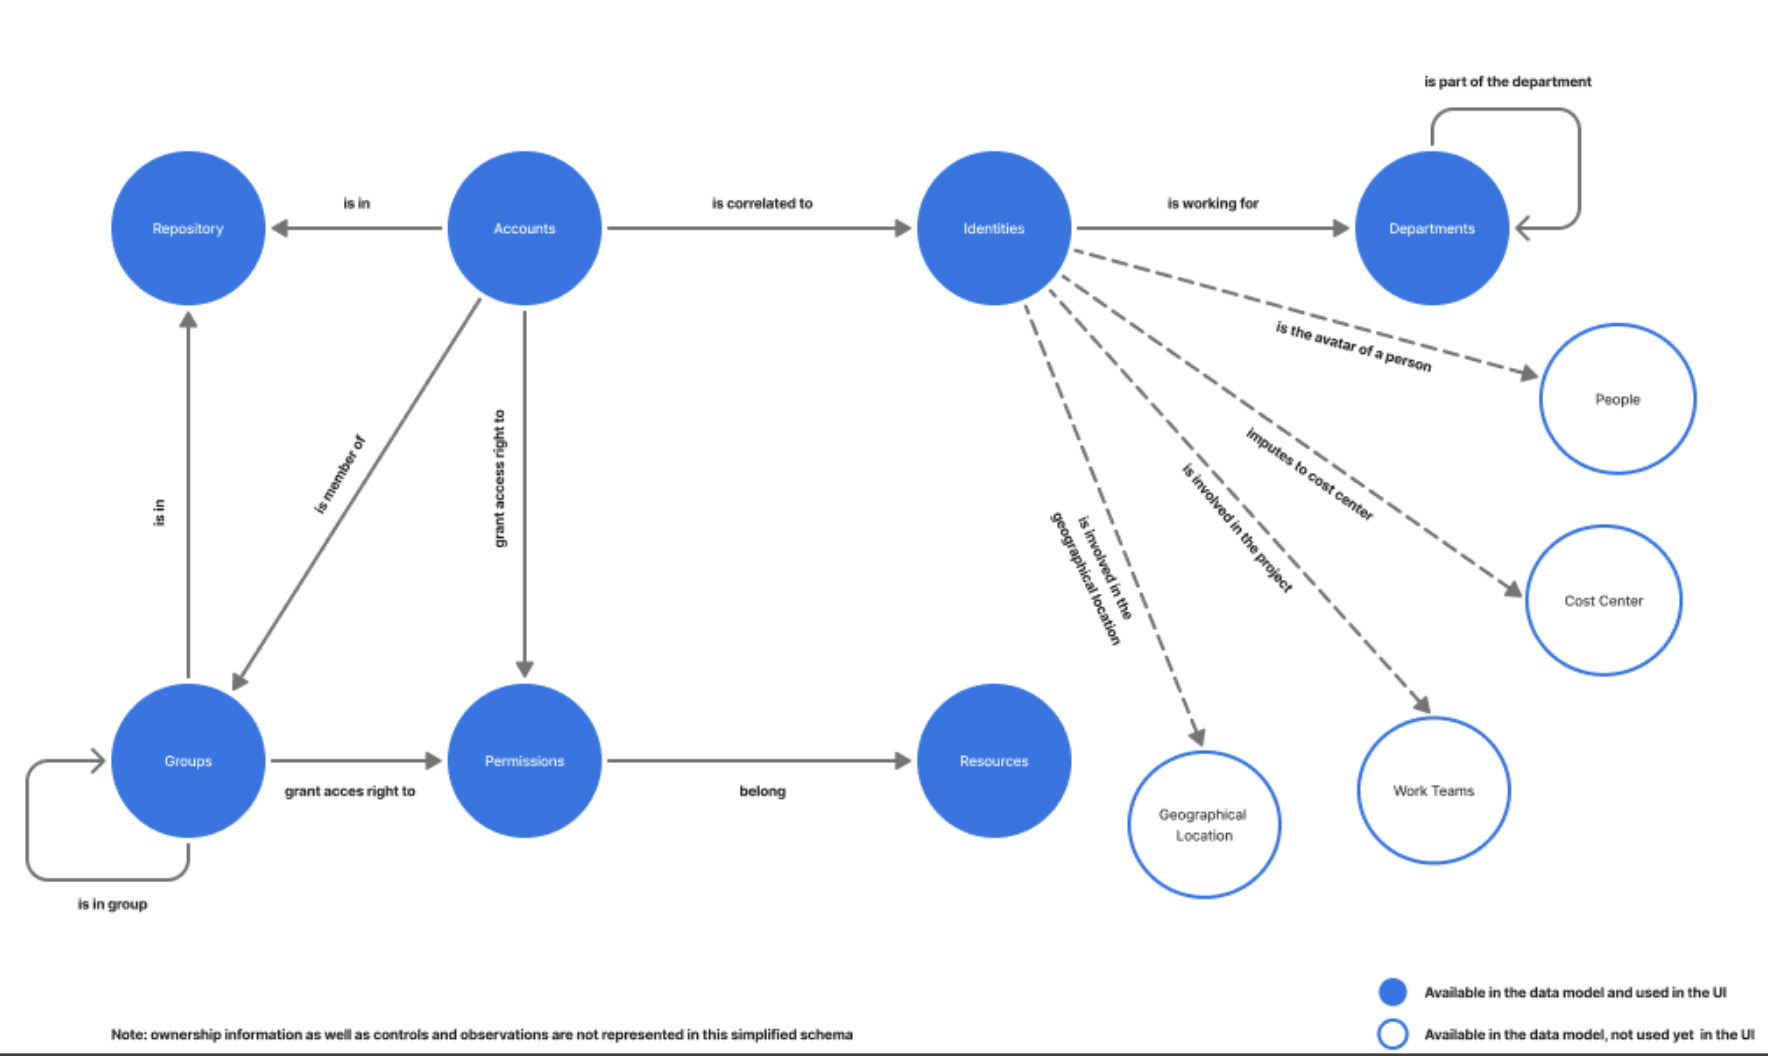 is part of the department
is in
is correlated to
is working for
Repository
Accounts
Identities
Departments
is the avatar of a person
People
is member of
grant access right to
imputes to cost center
is in
is involved in the project
is involved in the
geographical location
Cost Center
Groups
Permissions
Resources
grant acces right to
belong
Work Teams
Geographical
Location
is in group
Available in the data model and used in the UI
Note: ownership information as well as controls and observations are not represented in this simplified schema
Available in the data model, not used yet in the UI